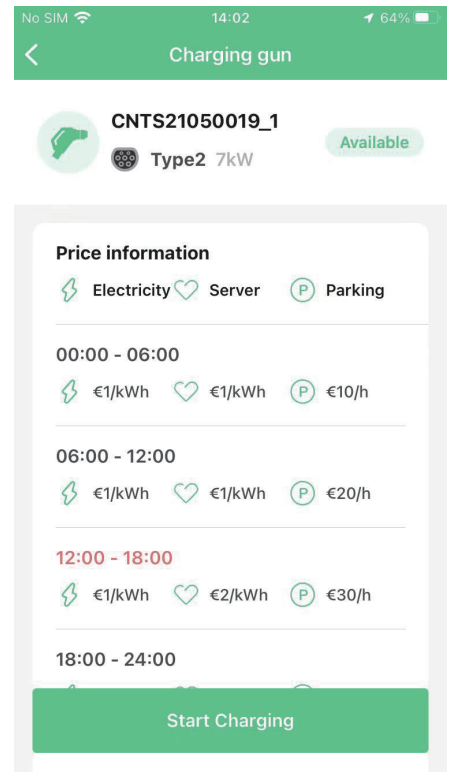 No SIM 14:02 64%
Charging gun
CNTS21050019_1
Type2 7kW
Available
Price information
Electricity Server P Parking
00:00 - 06:00
€1/kWh €1/kWh P €10/h
06:00 - 12:00
€1/kWh €1/kWh P €20/h
12:00 - 18:00
€1/kWh €2/kWh P €30/h
18:00 - 24:00
Start Charging